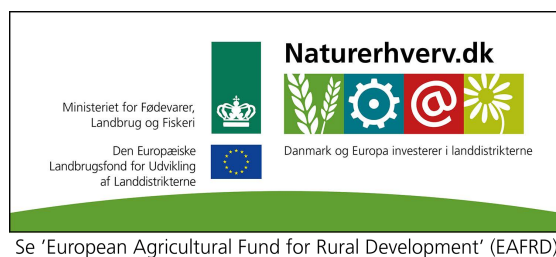 Naturerhverv.dk
Ministeriet for Fødevarer,
Landbrug og Fiskeri
@
Den Europæiske
Landbrugsfond for Udvikling
af Landdistrikterne
Danmark og Europa investerer i landdistrikterne
Se 'European Agricultural Fund for Rural Development' (EAFRD)